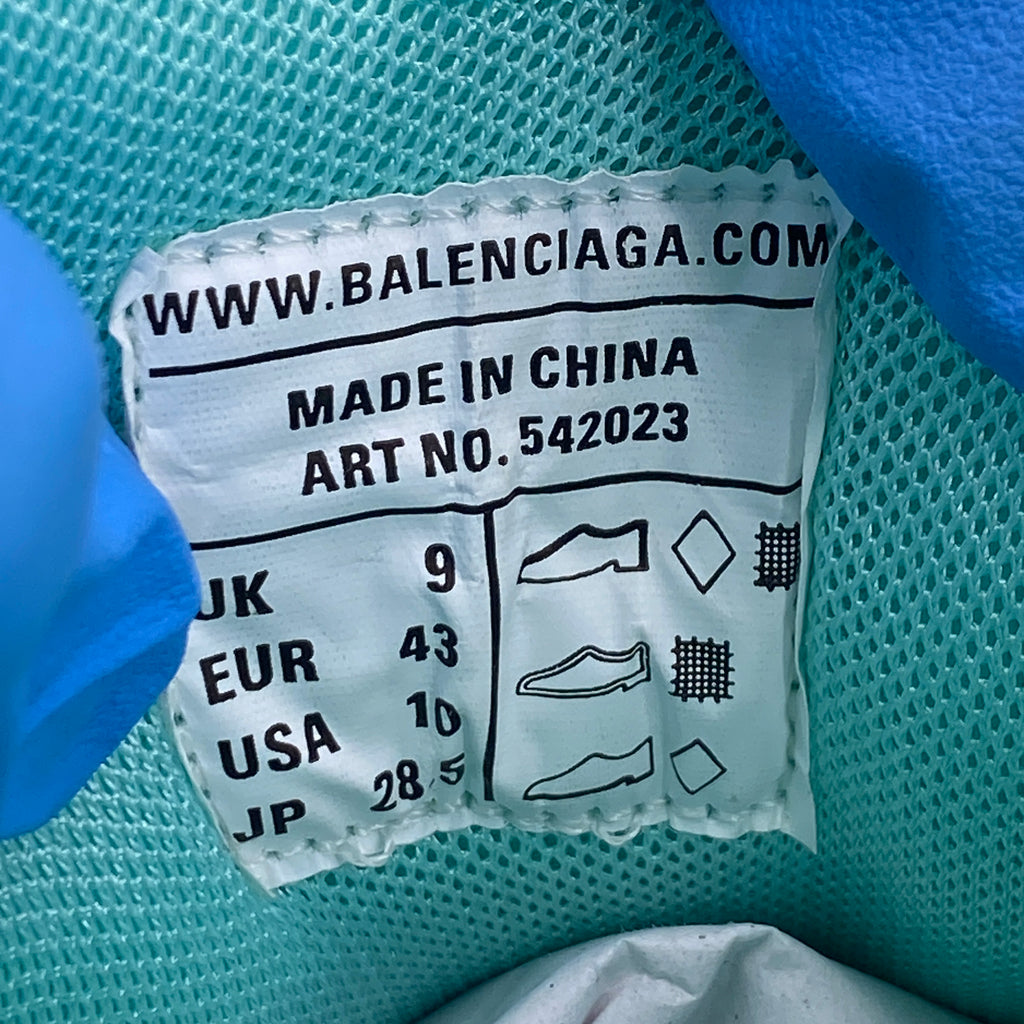 WWW.BALENCIAGA.COM
MADE IN CHINA
ART NO. 542023
UK 9
EUR 43
USA 10
JP 28.5